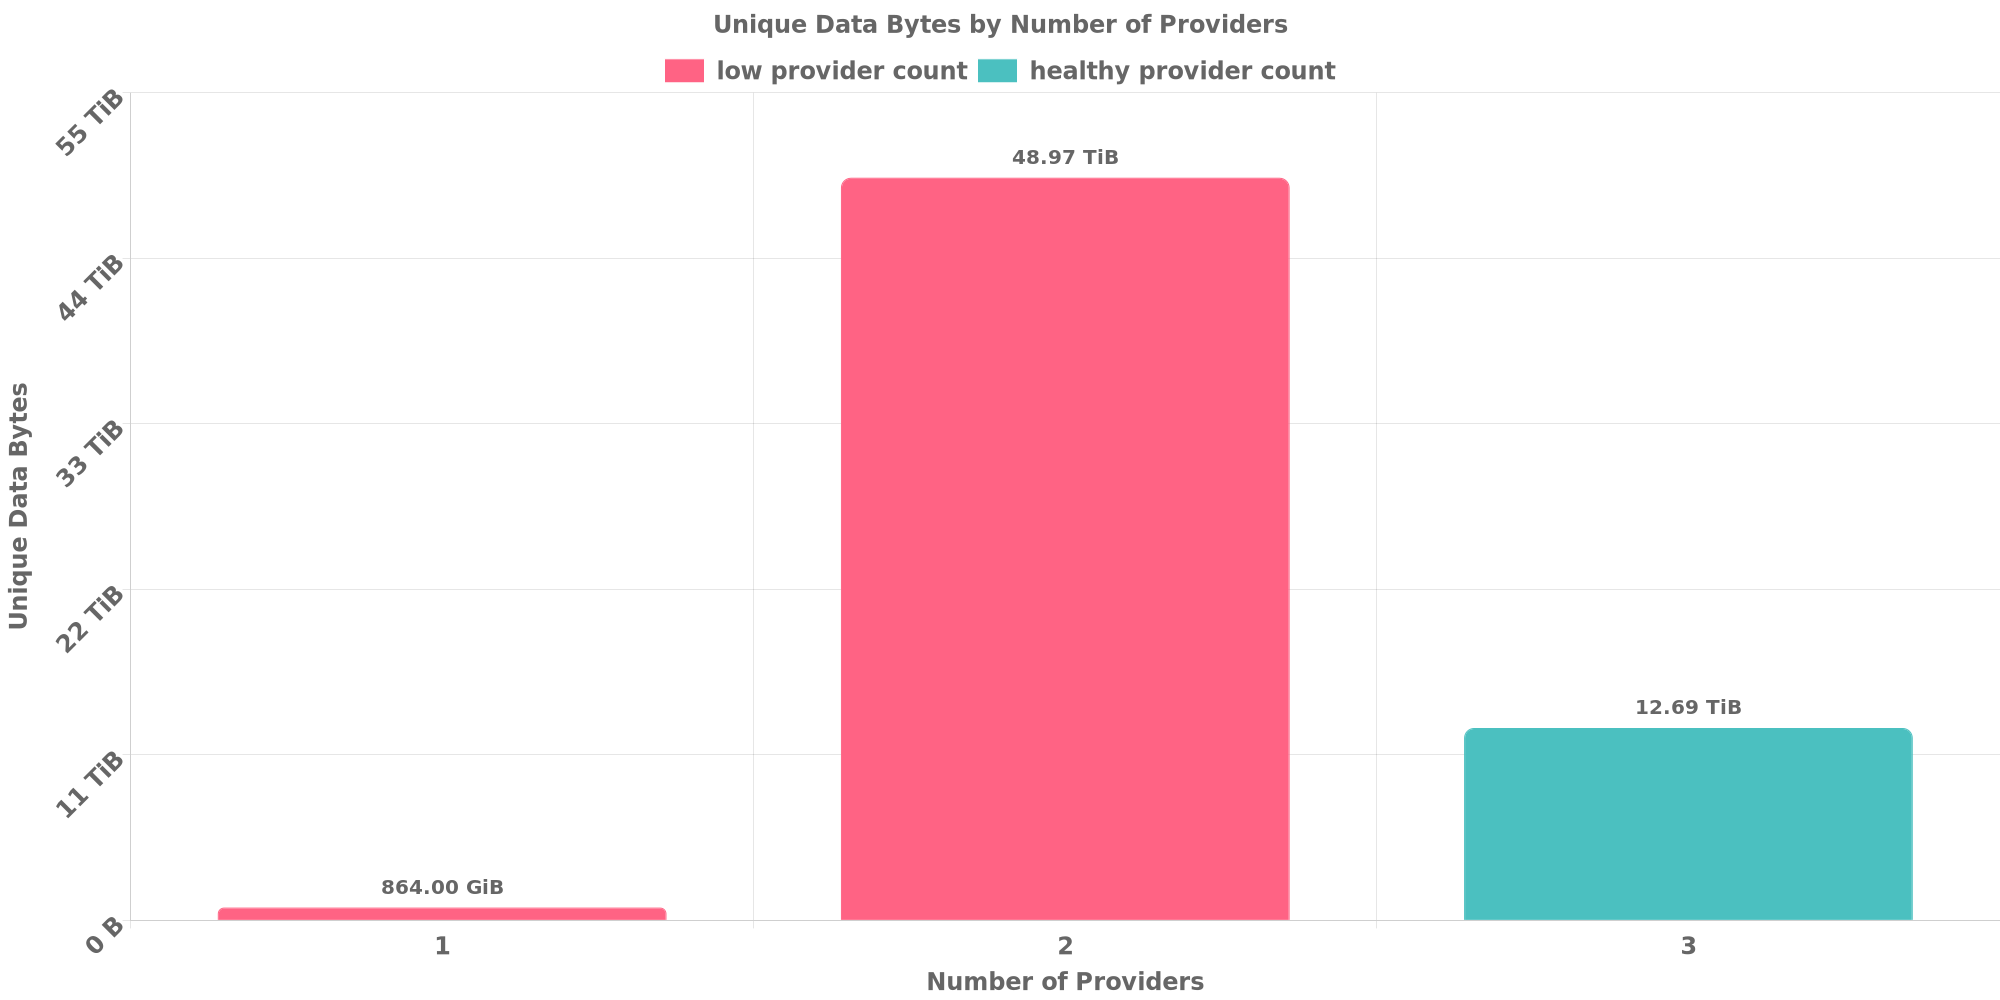 Unique Data Bytes by Number of Providers
low provider count healthy provider count
55 TiB
44 TiB
33 TiB
22 TiB
11 TiB
0 B
Unique Data Bytes
864.00 GiB
48.97 TiB
12.69 TiB
1 2 3
Number of Providers